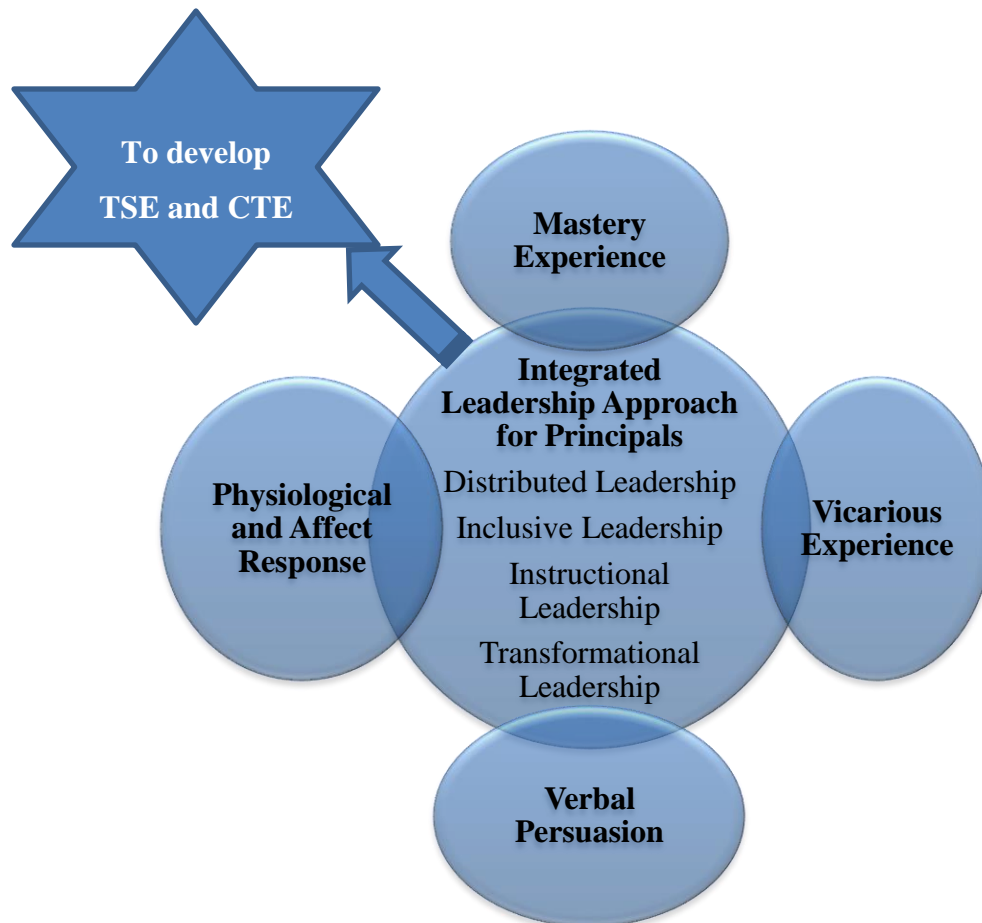 To develop
TSE and CTE
Mastery
Experience
Integrated
Leadership Approach
for Principals
Distributed Leadership
Inclusive Leadership
Instructional
Leadership
Transformational
Leadership
Physiological
and Affect
Response
Vicarious
Experience
Verbal
Persuasion